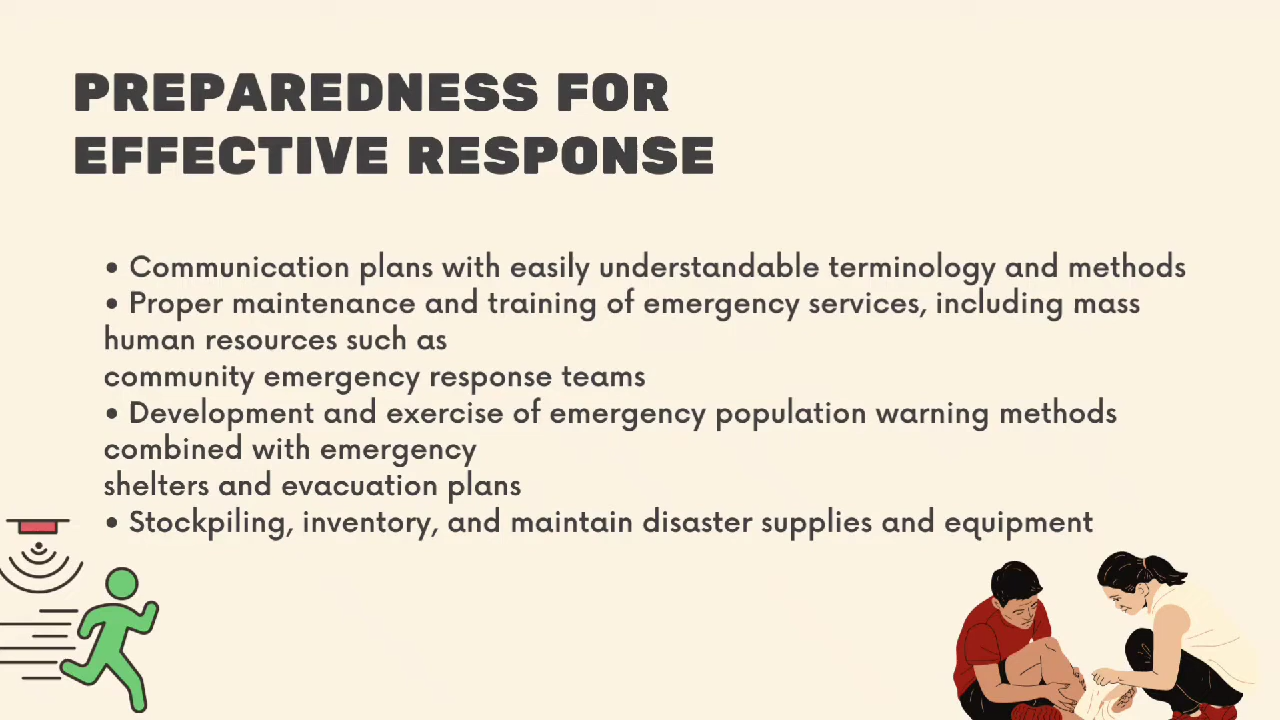 PREPAREDNESS FOR
EFFECTIVE RESPONSE
• Communication plans with easily understandable terminology and methods
• Proper maintenance and training of emergency services, including mass
human resources such as
community emergency response teams
• Development and exercise of emergency population warning methods
combined with emergency
shelters and evacuation plans
• Stockpiling, inventory, and maintain disaster supplies and equipment